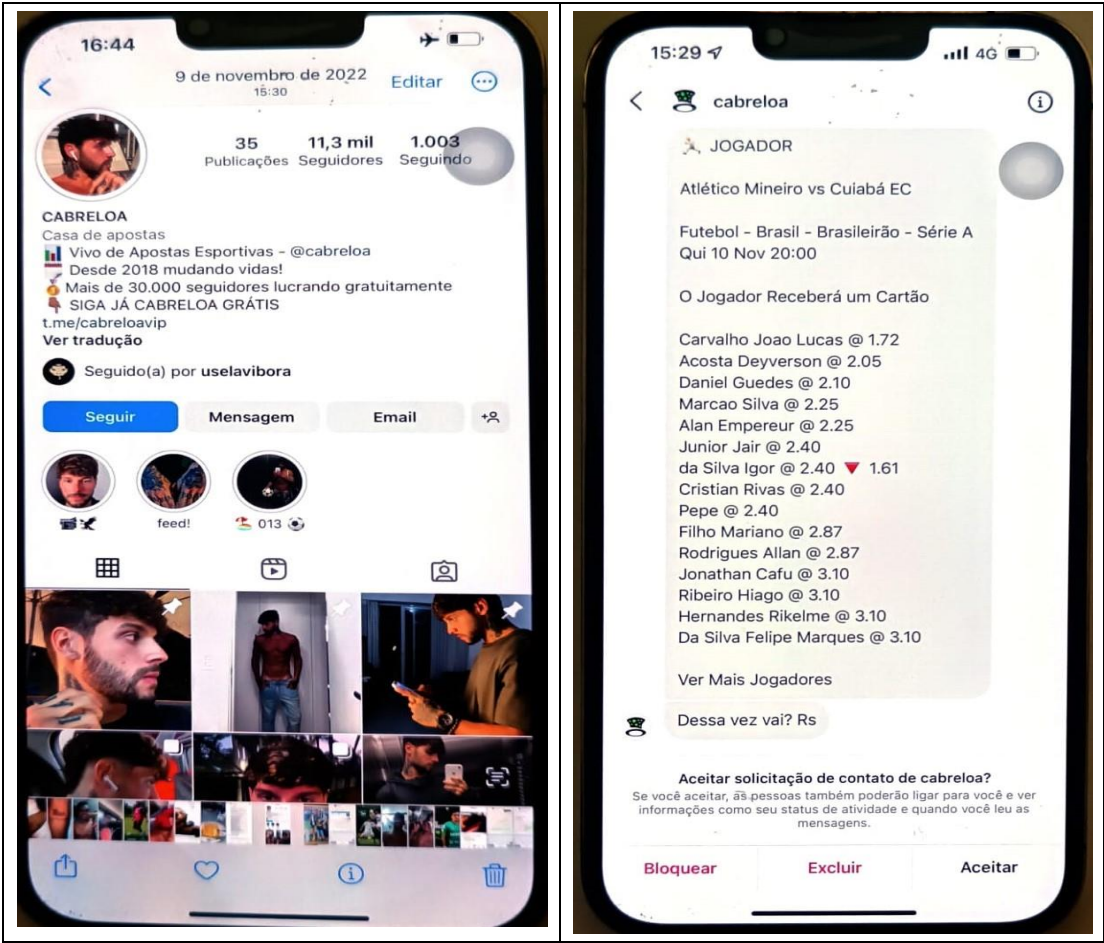 16:44
9 de novembro de 2022
15:30
Editar
35
11,3 mil
1.003
Publicações
Seguidores
Seguindo
CABRELOA
Casa de apostas
Vivo de Apostas Esportivas - @cabreloa
Desde 2018 mudando vidas!
Mais de 30.000 seguidores lucrando gratuitamente
SIGA JÁ CABRELOA GRÁTIS
t.me/cabreloavip
Ver tradução
Seguido(a) por uselavibora
Seguir
Mensagem
Email
feed!
013
15:29
4G
cabreloa
JOGADOR
Atlético Mineiro vs Cuiabá EC
Futebol - Brasil - Brasileirão - Série A
Qui 10 Nov 20:00
O Jogador Receberá um Cartão
Carvalho Joao Lucas @ 1.72
Acosta Deyverson @ 2.05
Daniel Guedes @ 2.10
Marcao Silva @ 2.25
Alan Empereur @ 2.25
Junior Jair @ 2.40
da Silva Igor @ 2.40 🔻 1.61
Cristian Rivas @ 2.40
Pepe @ 2.40
Filho Mariano @ 2.87
Rodrigues Allan @ 2.87
Jonathan Cafu @ 3.10
Ribeiro Hiago @ 3.10
Hernandes Rikelme @ 3.10
Da Silva Felipe Marques @ 3.10
Ver Mais Jogadores
Dessa vez vai? Rs
Aceitar solicitação de contato de cabreloa?
Se você aceitar, as pessoas também poderão ligar para você e ver
informações como seu status de atividade e quando você leu as
mensagens.
Bloquear
Excluir
Aceitar